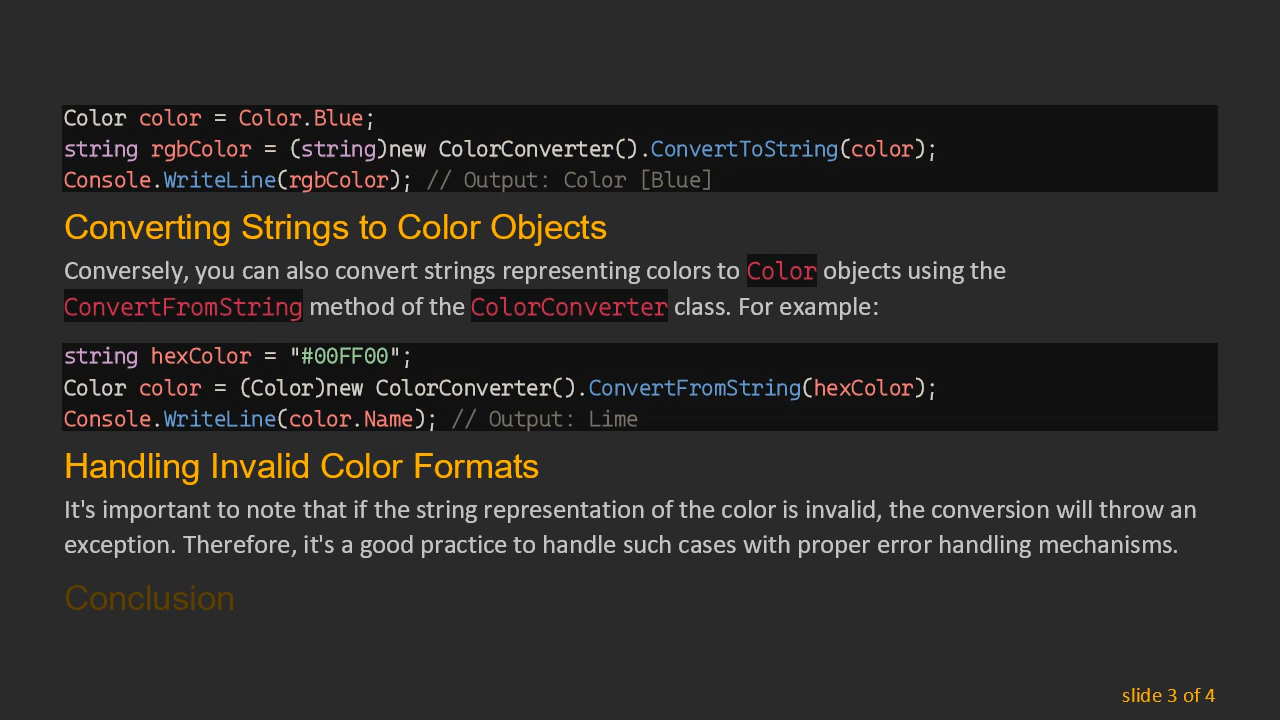 Color color = Color.Blue;
string rgbColor = (string)new ColorConverter().ConvertToString(color);
Console.WriteLine(rgbColor); // Output: Color [Blue]
Converting Strings to Color Objects
Conversely, you can also convert strings representing colors to Color objects using the
ConvertFromString method of the ColorConverter class. For example:
string hexColor = "#00FF00";
Color color = (Color)new ColorConverter().ConvertFromString(hexColor);
Console.WriteLine(color.Name); // Output: Lime
Handling Invalid Color Formats
It's important to note that if the string representation of the color is invalid, the conversion will throw an
exception. Therefore, it's a good practice to handle such cases with proper error handling mechanisms.
Conclusion
slide 3 of 4